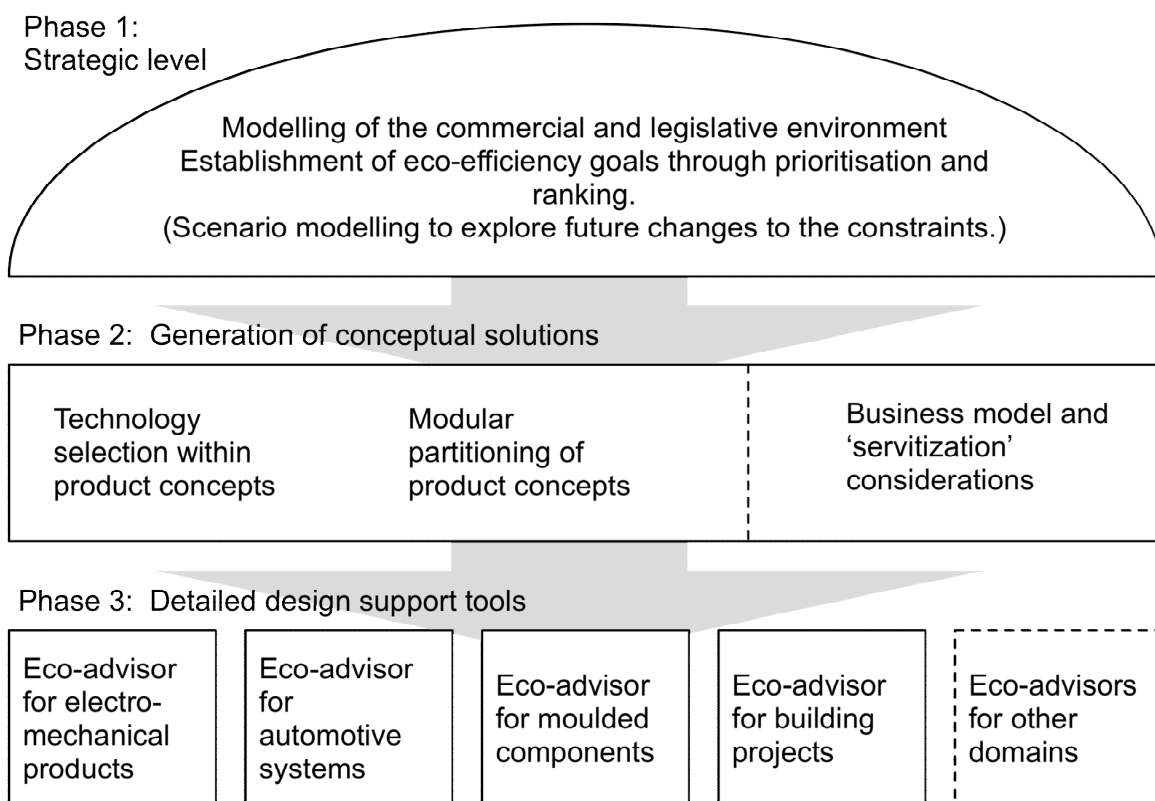 Phase 1:
Strategic level
Modelling of the commercial and legislative environment
Establishment of eco-efficiency goals through prioritisation and
ranking.
(Scenario modelling to explore future changes to the constraints.)
Phase 2:  Generation of conceptual solutions
Technology
selection within
product concepts
Modular
partitioning of
product concepts
Business model and
‘servitization’
considerations
Phase 3:  Detailed design support tools
Eco-advisor
for electro-
mechanical
products
Eco-advisor
for
automotive
systems
Eco-advisor
for moulded
components
Eco-advisor
for building
projects
Eco-advisors
for other
domains